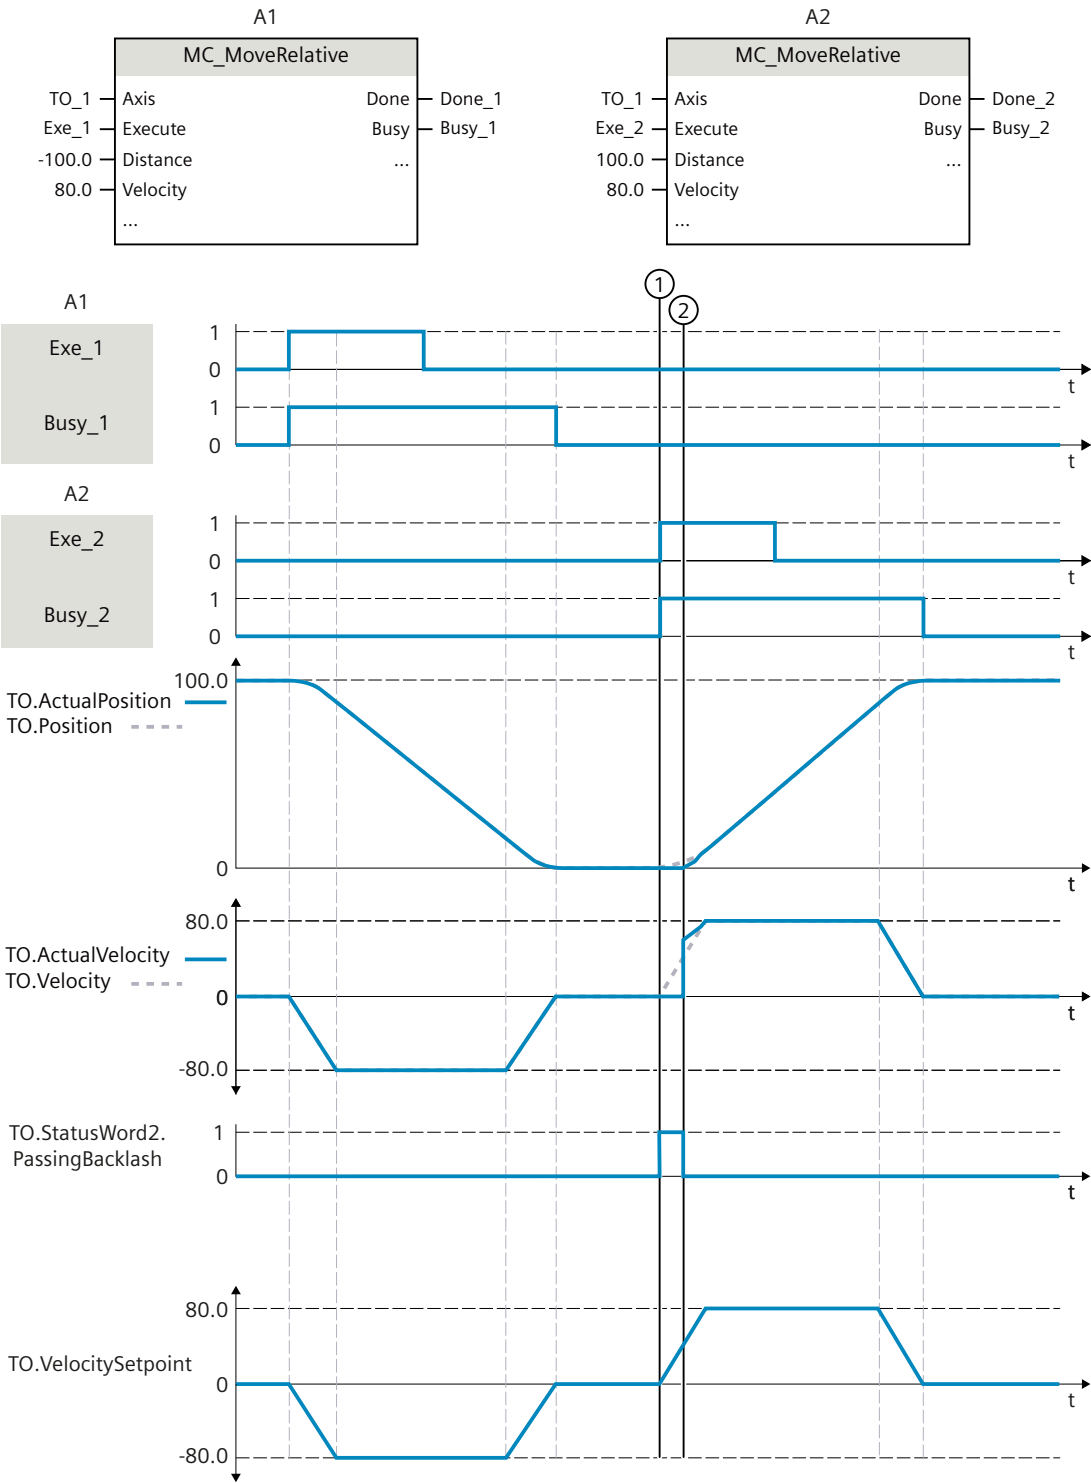 A1
A2
MC_MoveRelative
MC_MoveRelative
TO_1
Axis
Done
Done_1
TO_1
Axis
Done
Done_2
Exe_1
Execute
Busy
Busy_1
Exe_2
Execute
Busy
Busy_2
-100.0
Distance
...
100.0
Distance
...
80.0
Velocity
80.0
Velocity
...
...
1
2
A1
Exe_1
1
0
t
Busy_1
1
0
t
A2
Exe_2
1
0
t
Busy_2
1
0
t
100.0
TO.ActualPosition
TO.Position
0
t
80.0
TO.ActualVelocity
TO.Velocity
0
t
-80.0
TO.StatusWord2.
PassingBacklash
1
0
t
80.0
TO.VelocitySetpoint
0
t
-80.0